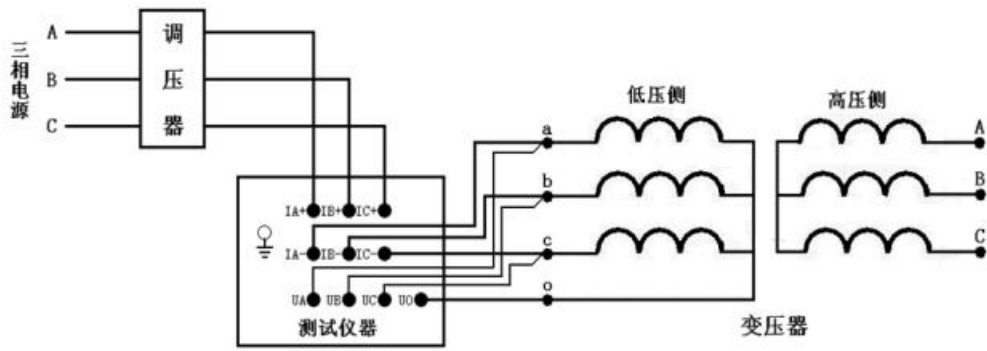 三相电源
A
B
C
调压器
低压侧
高压侧
a
b
c
o
A
B
C
IA+ IB+ IC+
IA- IB- IC-
UA UB UC UO
测试仪器
变压器